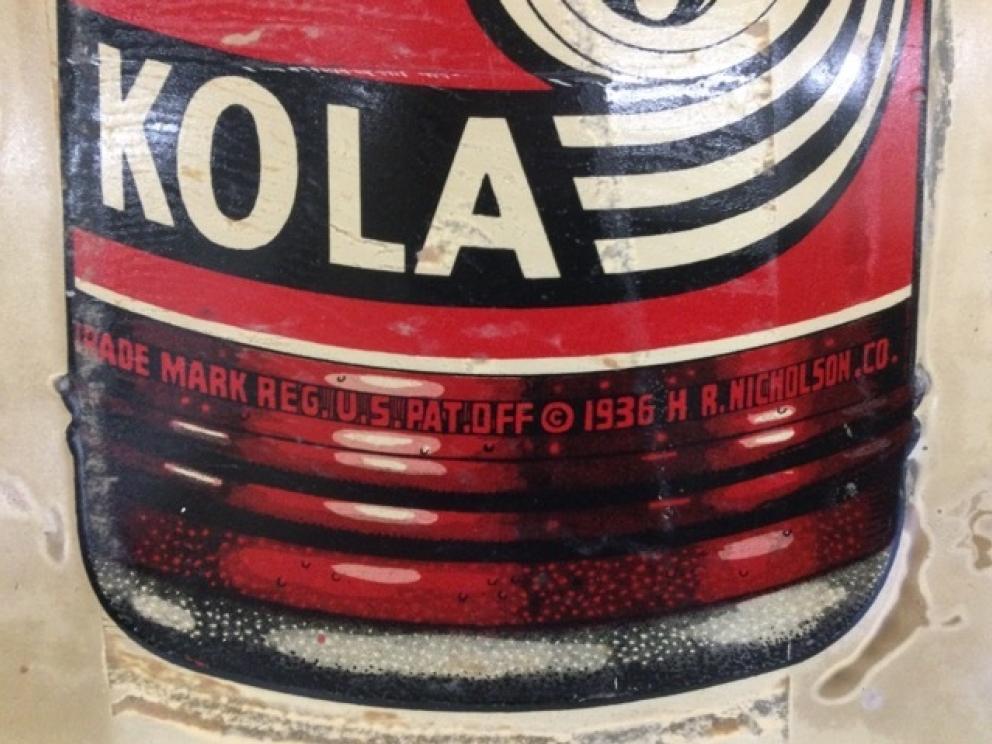 KOLA
TRADE MARK REG. U.S. PAT. OFF © 1936 H R. NICHOLSON. CO.